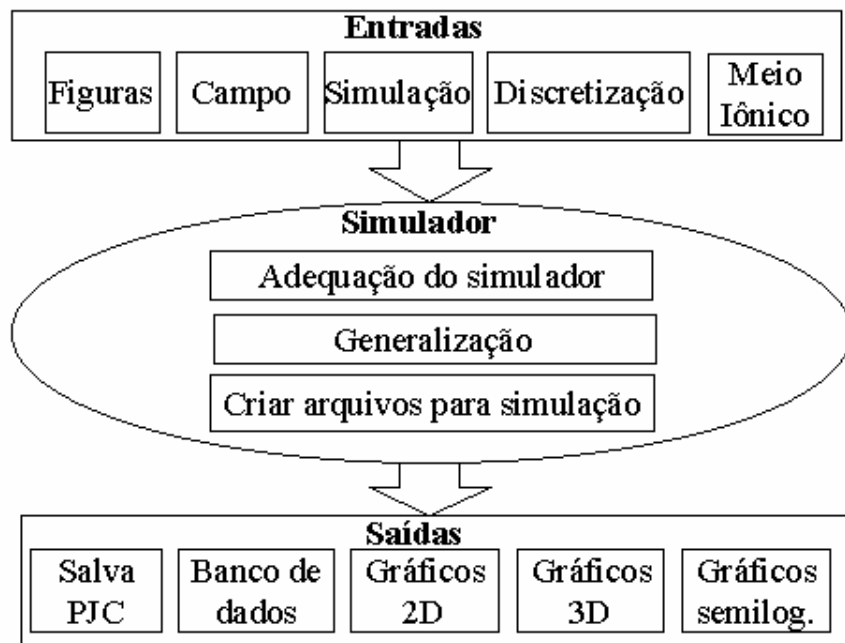 Entradas
Figuras
Campo
Simulação
Discretização
Meio
Iônico
Simulador
Adequação do simulador
Generalização
Criar arquivos para simulação
Saídas
Salva
PJC
Banco de
dados
Gráficos
2D
Gráficos
3D
Gráficos
semilog.